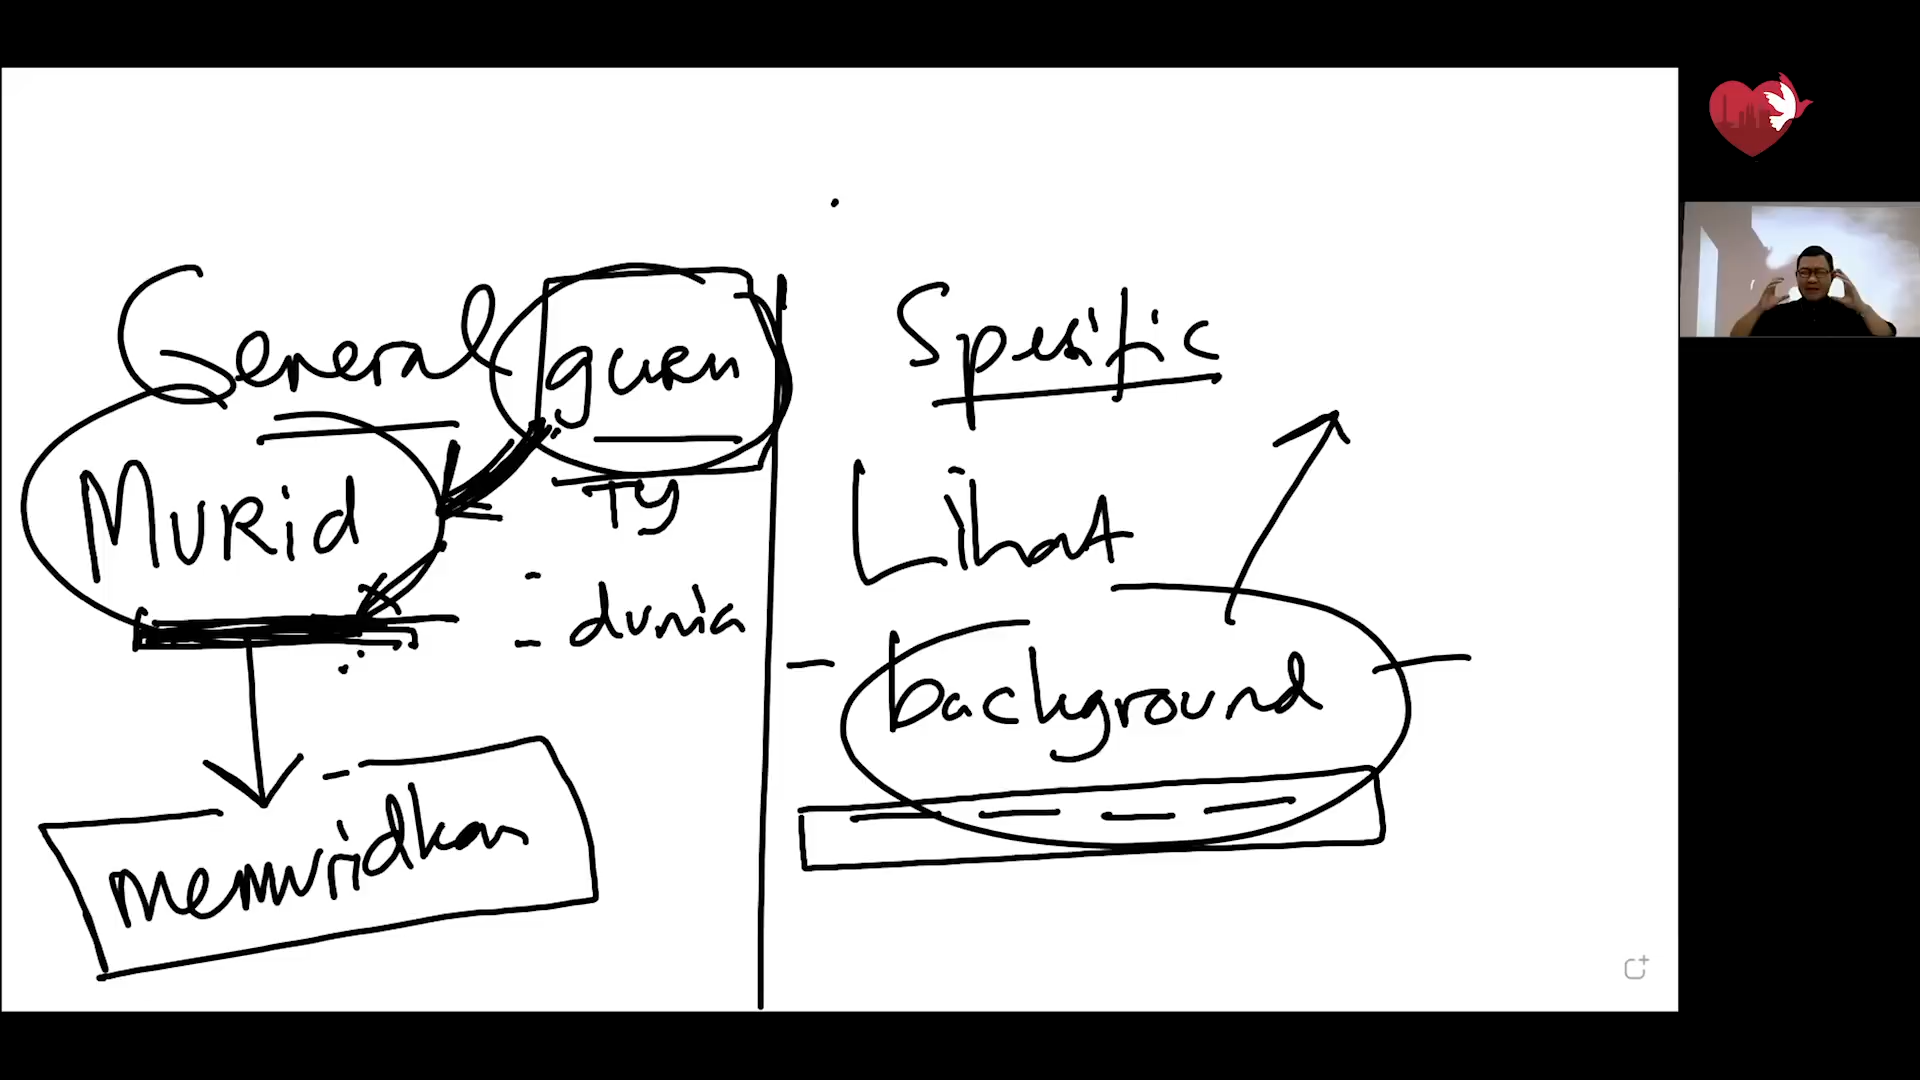 General guru
Murid
TY
- dunia
memuridkan
Spesific
Lihat
background